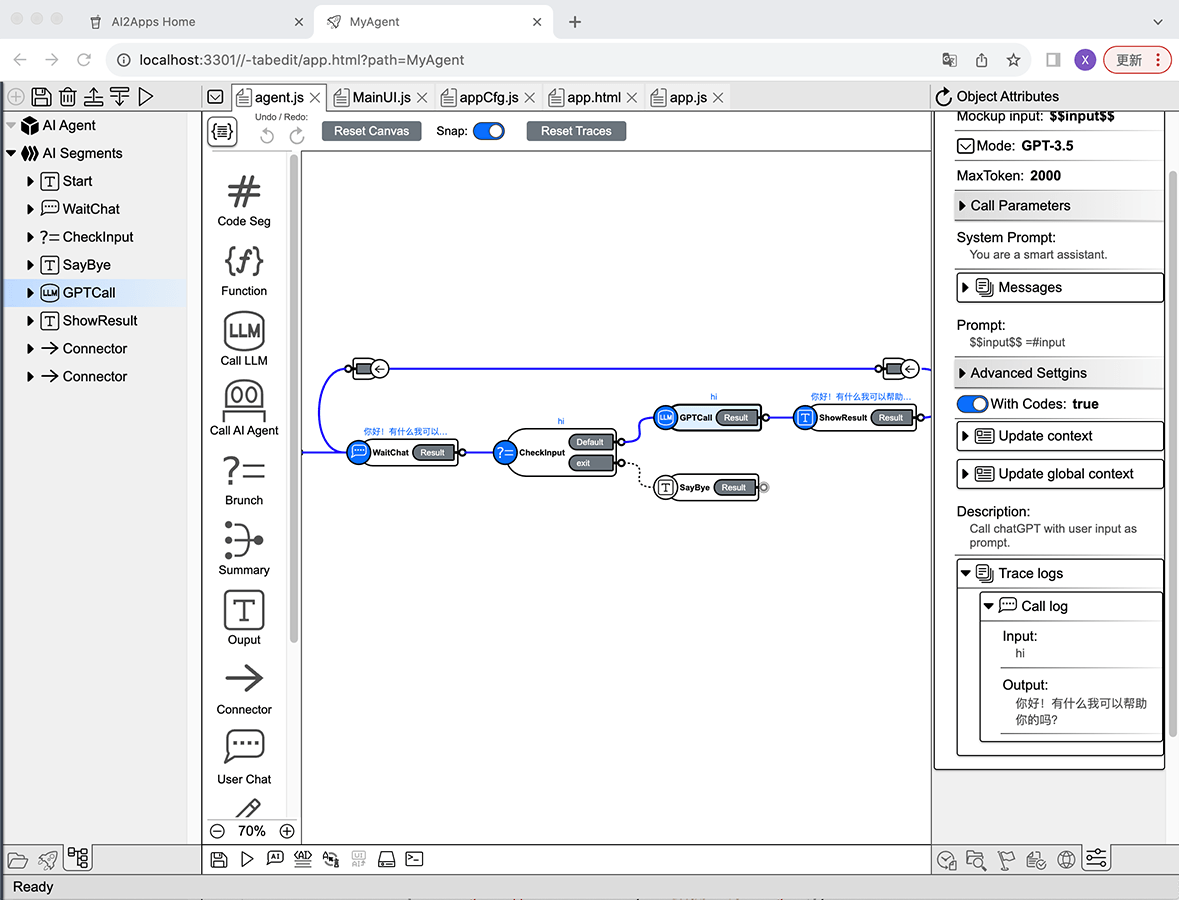 AI2Apps Home
MyAgent
localhost:3301//-tabedit/app.html?path=MyAgent
X
更新
agent.js
MainUI.js
appCfg.js
app.html
app.js
Object Attributes
AI Agent
AI Segments
Start
WaitChat
CheckInput
SayBye
GPTCall
ShowResult
Connector
Connector
Undo / Redo:
Reset Canvas
Snap:
Reset Traces
Code Seg
Function
LLM
Call LLM
Call AI Agent
Brunch
Summary
Ouput
Connector
User Chat
70%
你好！有什么我可以...
WaitChat
Result
hi
CheckInput
Default
exit
hi
LLM
GPTCall
Result
你好！有什么我可以帮助...
ShowResult
Result
SayBye
Result
Mockup input: $$input$$
Mode: GPT-3.5
MaxToken: 2000
Call Parameters
System Prompt:
You are a smart assistant.
Messages
Prompt:
$$input$$ =#input
Advanced Settgins
With Codes: true
Update context
Update global context
Description:
Call chatGPT with user input as
prompt.
Trace logs
Call log
Input:
hi
Output:
你好！有什么我可以帮助
你的吗?
Ready